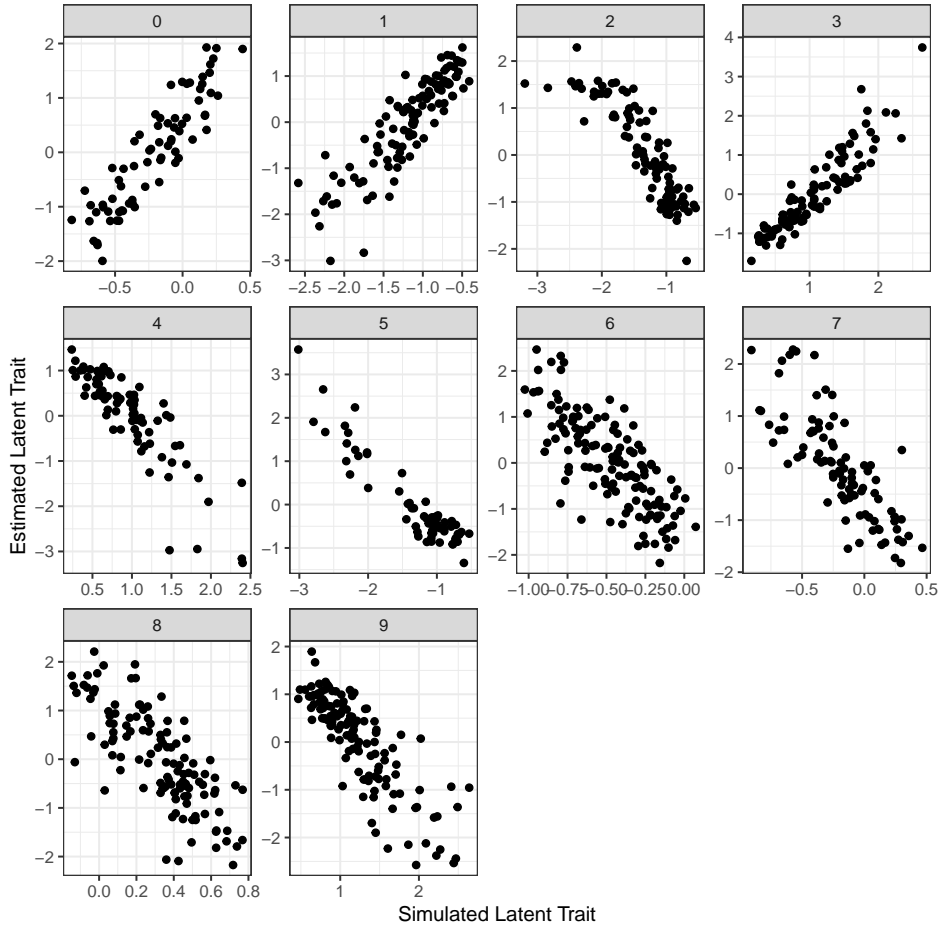 0 1 2 3
2 1 0 −1 −2
1 0 −1 −2 −3
2 1 0 −1 −2
4 3 2 1 0 −1
−0.5 0.0 0.5
−2.5 −2.0 −1.5 −1.0 −0.5
−3 −2 −1
1 2
4 5 6 7
1 0 −1 −2 −3
3 2 1 0 −1
2 1 0 −1 −2
2 1 0 −1 −2
0.5 1.0 1.5 2.0 2.5
−3 −2 −1
−1.00 −0.75 −0.50 −0.25 0.00
−0.5 0.0 0.5
8 9
2 1 0 −1 −2
2 1 0 −1 −2
0.0 0.2 0.4 0.6 0.8
1 2
Estimated Latent Trait
Simulated Latent Trait